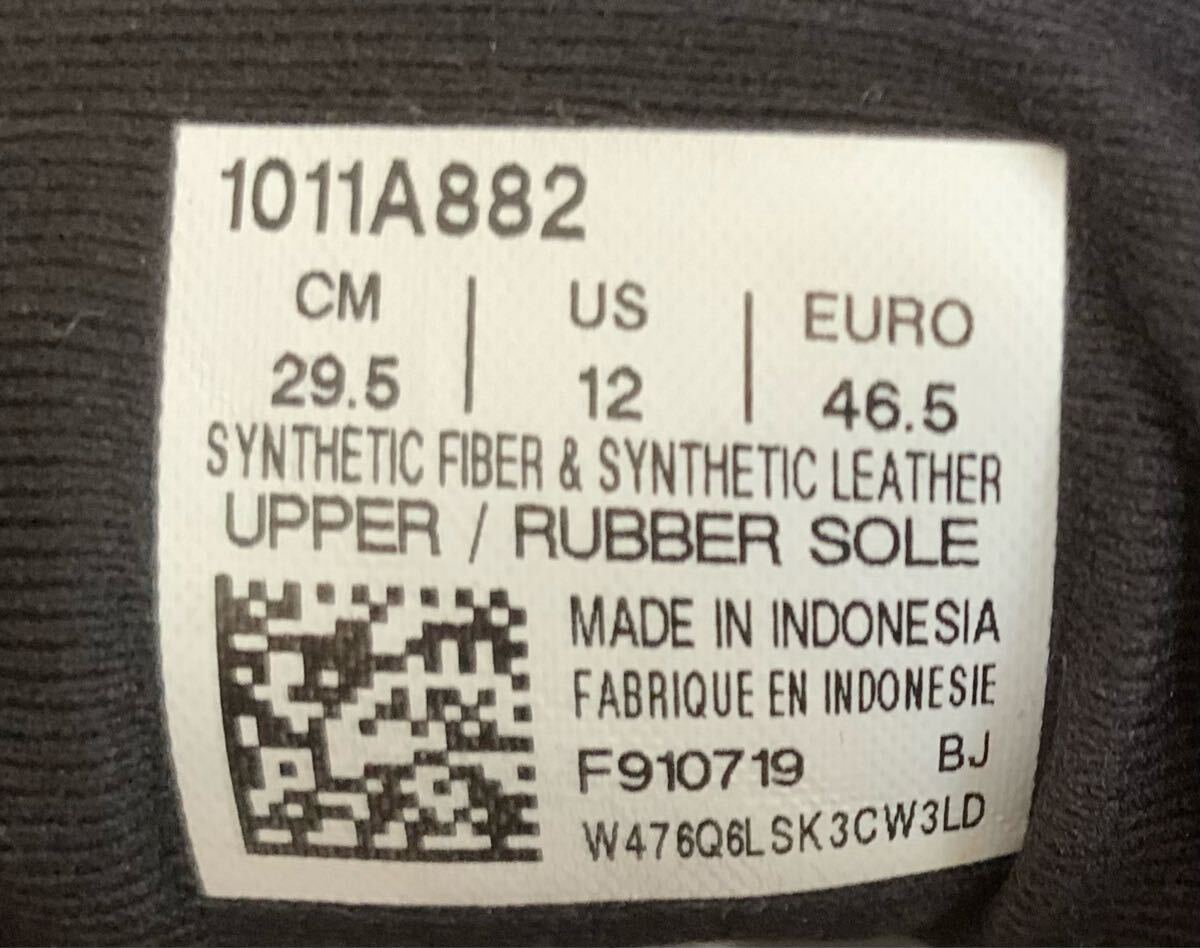 1011A882
CM | US | EURO
29.5 | 12 | 46.5
SYNTHETIC FIBER & SYNTHETIC LEATHER
UPPER / RUBBER SOLE
MADE IN INDONESIA
FABRIQUE EN INDONESIE
F910719 BJ
W476Q6LSK3CW3LD